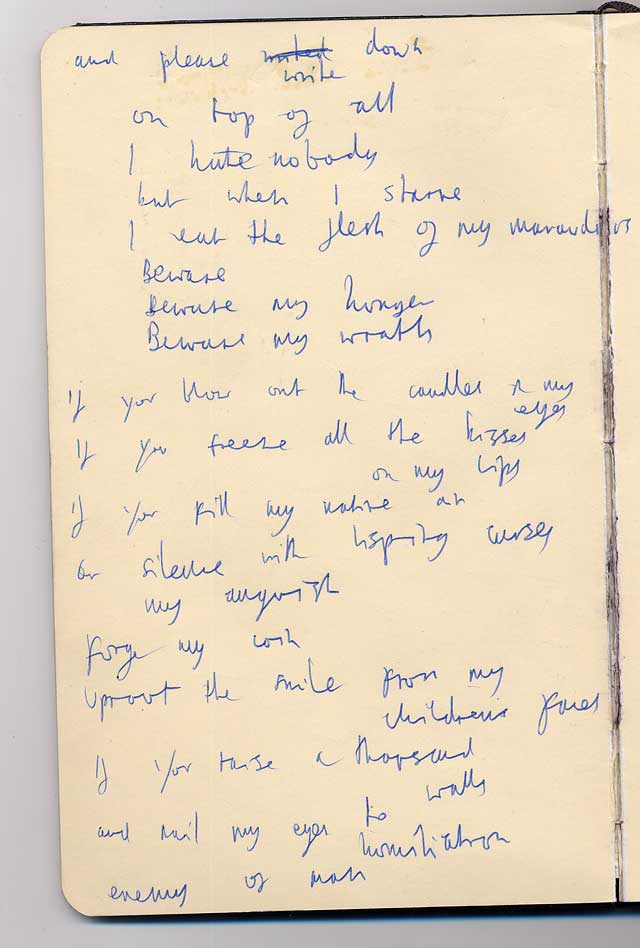 and please write down
on top of all
I hate nobody
but when I starve
I eat the flesh of my marauders
Beware
Beware my hunger
Beware my wrath
If you blow out the candles in my
eyes
If you freeze all the kisses
on my lips
If you fill my native air
or silence with lisping curses
my anguish
Forge my coin
Uproot the smile from my
children's faces
If you raise a thousand
walls
and nail my eyes to
humiliation
enemy of man